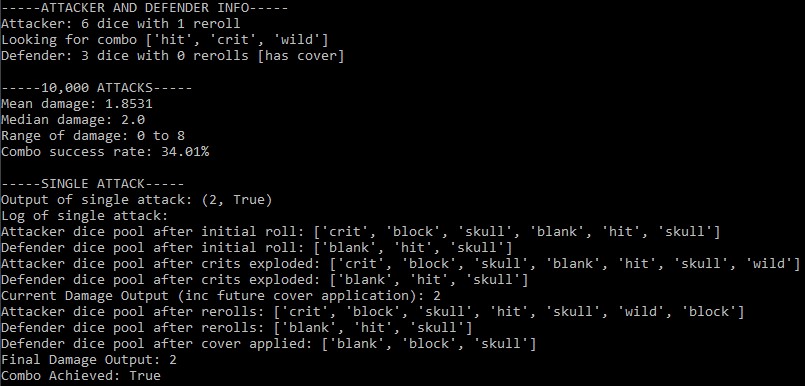 -----ATTACKER AND DEFENDER INFO-----
Attacker: 6 dice with 1 reroll
Looking for combo ['hit', 'crit', 'wild']
Defender: 3 dice with 0 rerolls [has cover]
-----10,000 ATTACKS-----
Mean damage: 1.8531
Median damage: 2.0
Range of damage: 0 to 8
Combo success rate: 34.01%
-----SINGLE ATTACK-----
Output of single attack: (2, True)
Log of single attack:
Attacker dice pool after initial roll: ['crit', 'block', 'skull', 'blank', 'hit', 'skull']
Defender dice pool after initial roll: ['blank', 'hit', 'skull']
Attacker dice pool after crits exploded: ['crit', 'block', 'skull', 'blank', 'hit', 'skull', 'wild']
Defender dice pool after crits exploded: ['blank', 'hit', 'skull']
Current Damage Output (inc future cover application): 2
Attacker dice pool after rerolls: ['crit', 'block', 'skull', 'hit', 'skull', 'wild', 'block']
Defender dice pool after rerolls: ['blank', 'hit', 'skull']
Defender dice pool after cover applied: ['blank', 'block', 'skull']
Final Damage Output: 2
Combo Achieved: True